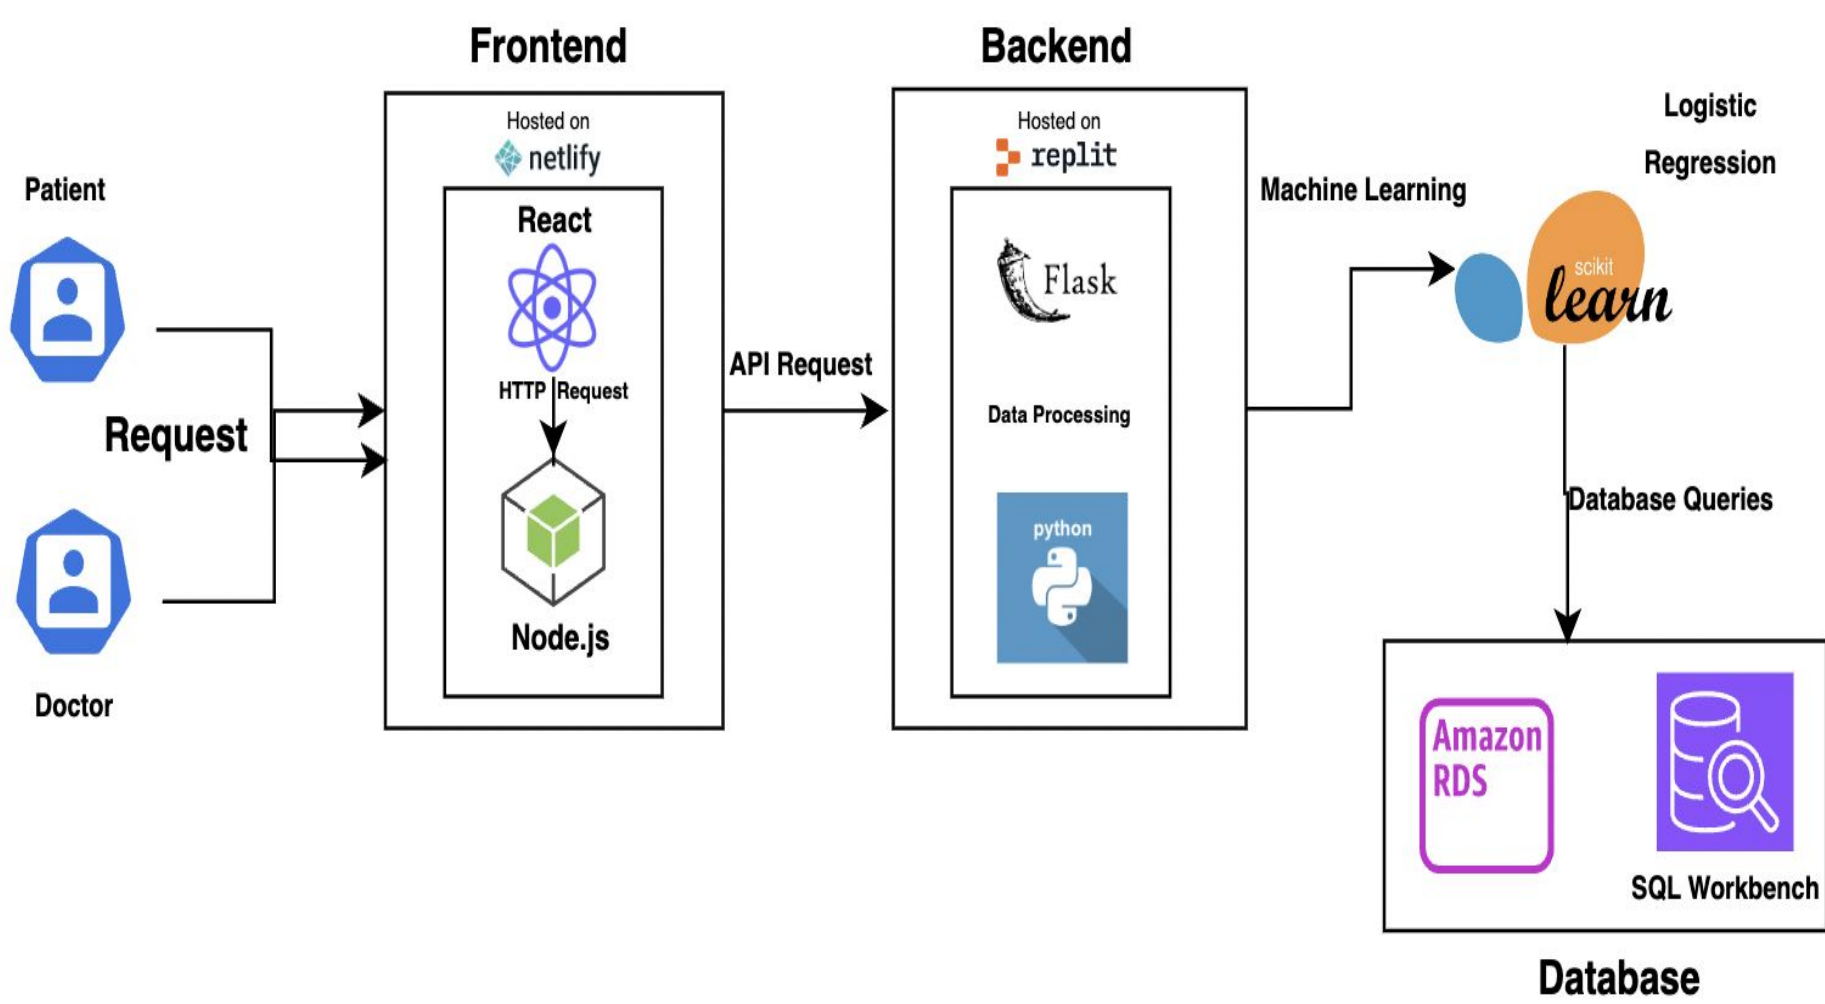 Frontend
Backend
Hosted on
netlify
Hosted on
replit
Logistic
Regression
Patient
Machine Learning
React
Flask
scikit
learn
HTTP Request
API Request
Data Processing
Request
Database Queries
python
Node.js
Doctor
Amazon
RDS
SQL Workbench
Database